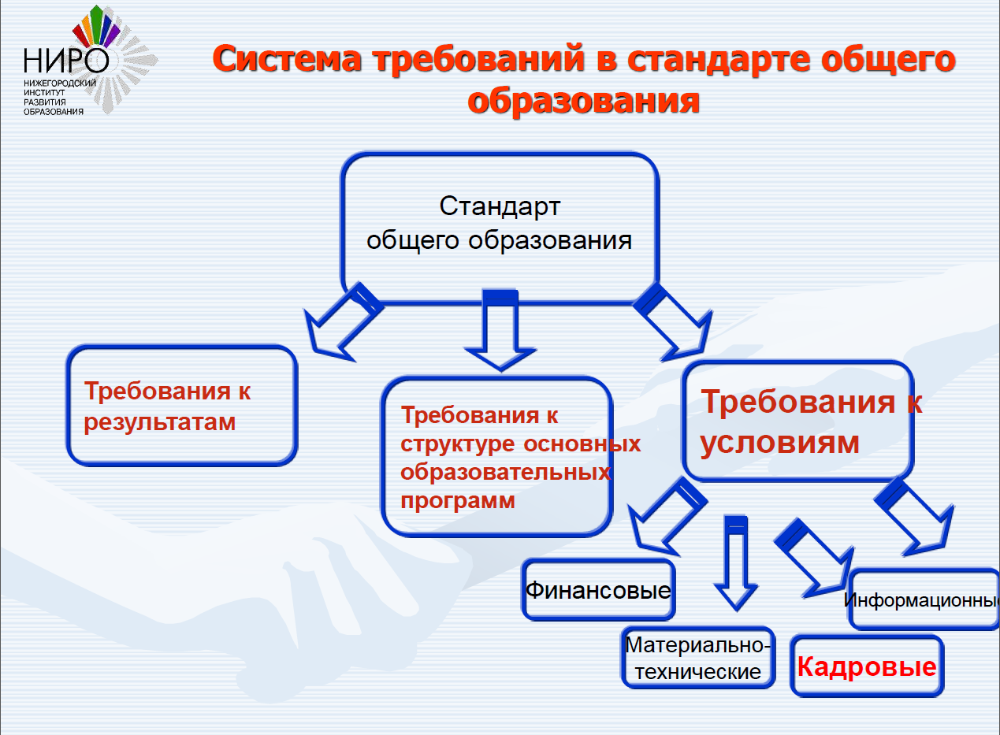 НИРО
НИЖЕГОРОДСКИЙ
ИНСТИТУТ
РАЗВИТИЯ
ОБРАЗОВАНИЯ
Система требований в стандарте общего
образования
Стандарт
общего образования
Требования к
результатам
Требования к
структуре основных
образовательных
программ
Требования к
условиям
Финансовые
Материально-
технические
Кадровые
Информационные